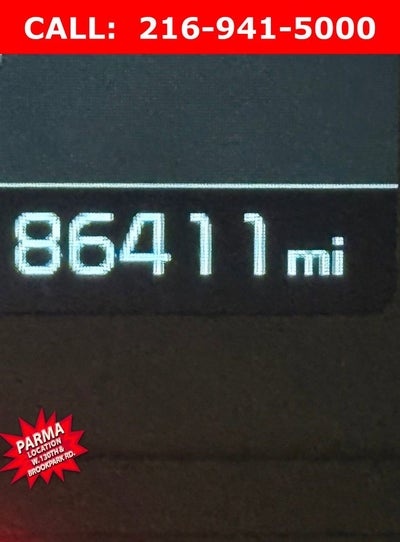 CALL: 216-941-5000
86411 mi
PARMA
LOCATION
W. 130TH &
BROOKPARK RD.